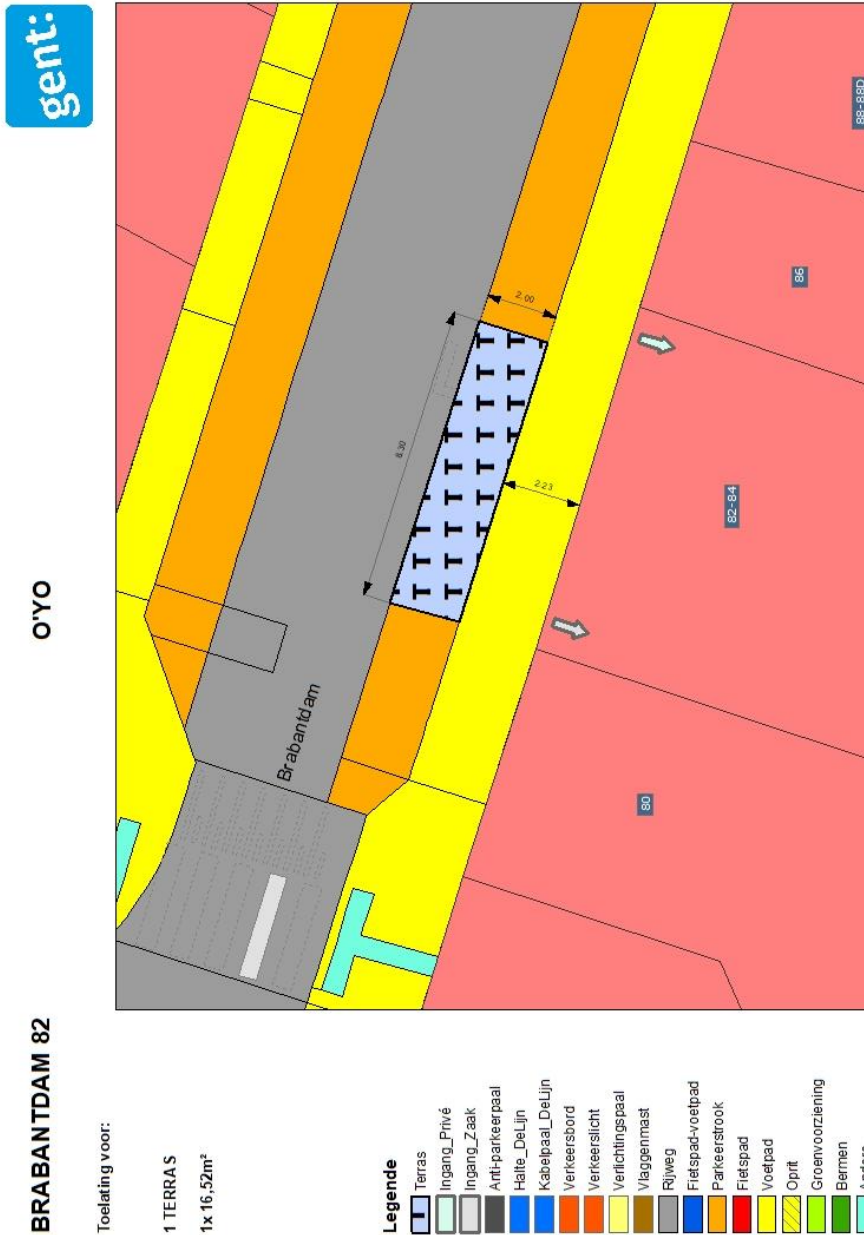 BRABANTDAM 82
O'YO
gent:
Toelating voor:
1 TERRAS
1x 16,52m²
Legende
Terras
Ingang_Privé
Ingang_Zaak
Anti-parkeerpaal
Halte_DeLijn
Kabelpaal_DeLijn
Verkeersbord
Verkeerslicht
Verlichtingspaal
Vlaggenmast
Rijweg
Fietspad-voetpad
Parkeerstrook
Fietspad
Voetpad
Oprit
Groenvoorziening
Bermen
Brabantdam
8.30
2.00
2.23
80
82-84
86
88-88D